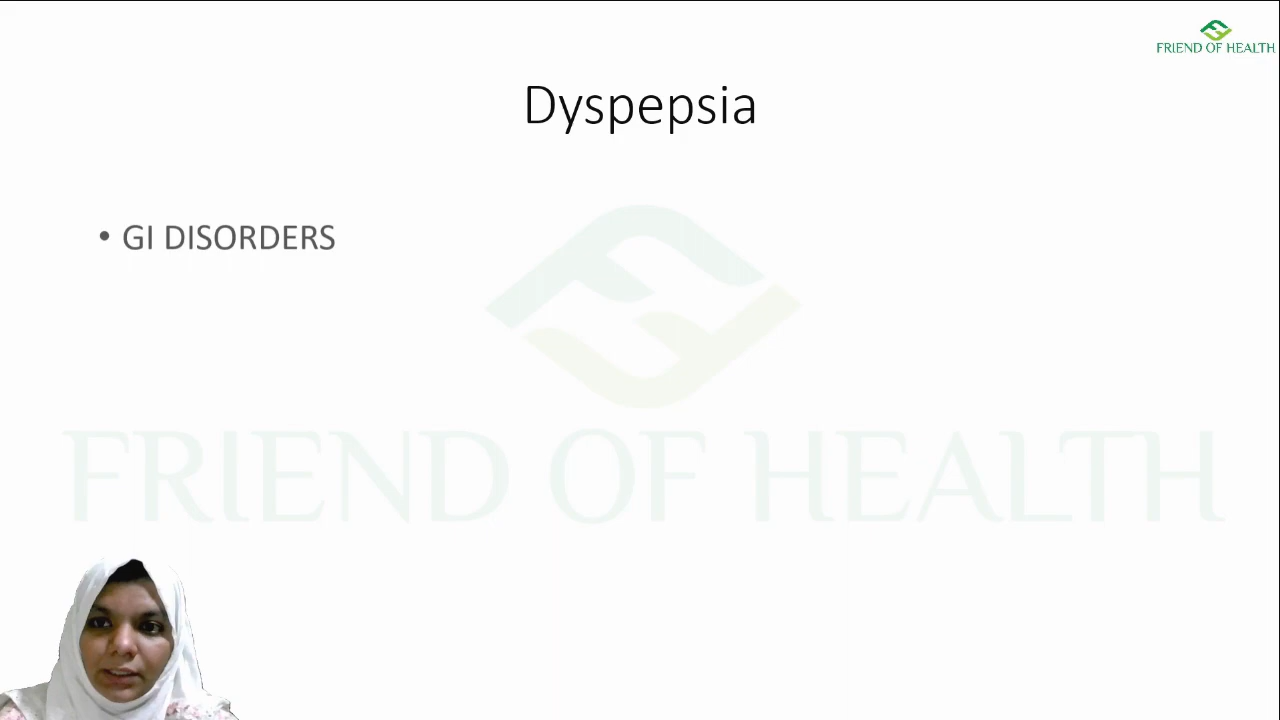 FRIEND OF HEALTH
Dyspepsia
• GI DISORDERS
FRIEND OF HEALTH